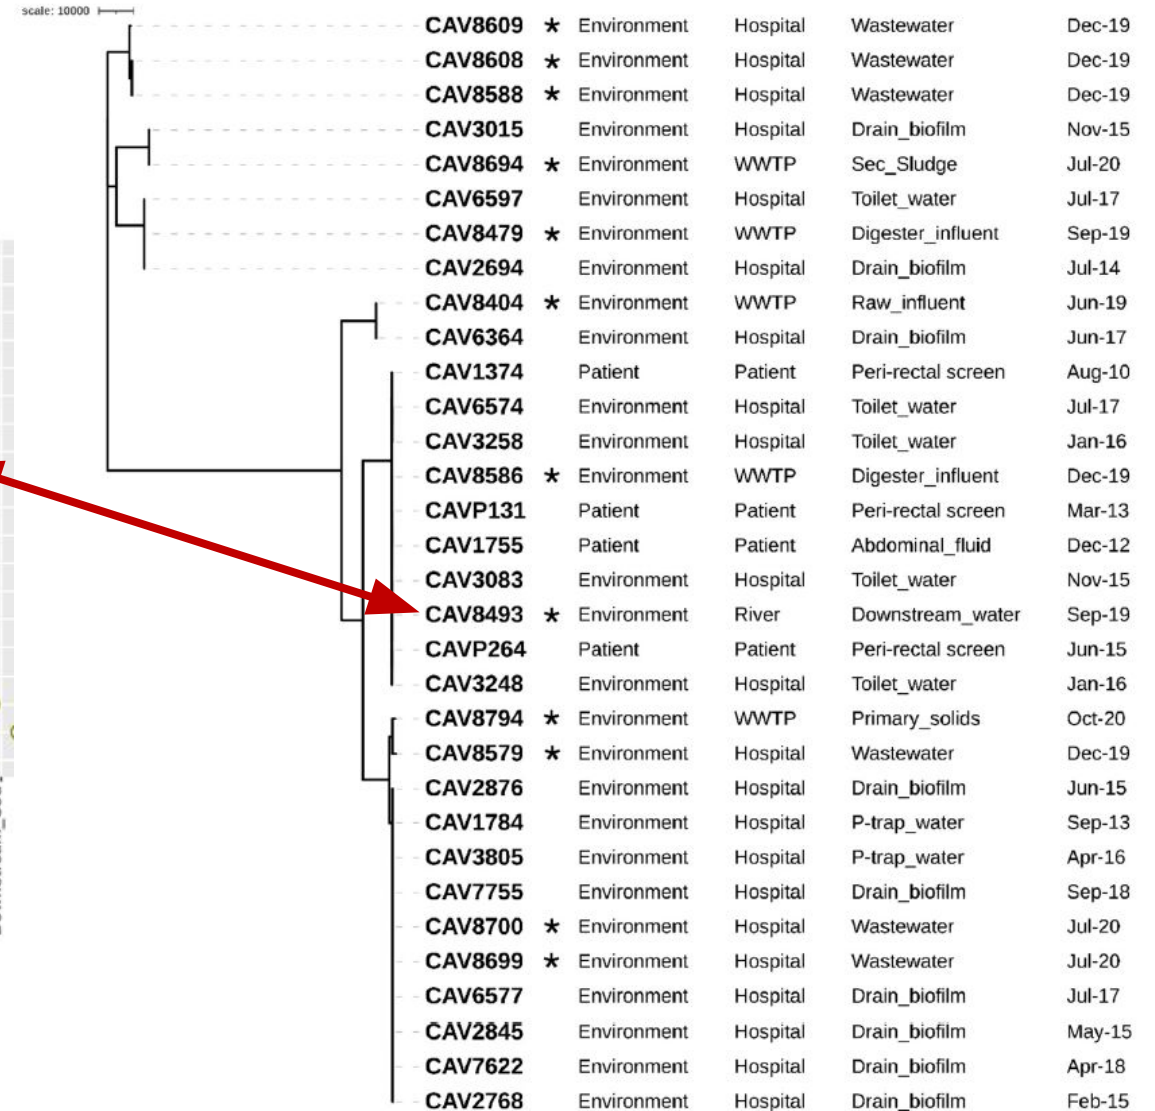 scale: 10000
CAV8609 * Environment Hospital Wastewater Dec-19
CAV8608 * Environment Hospital Wastewater Dec-19
CAV8588 * Environment Hospital Wastewater Dec-19
CAV3015 Environment Hospital Drain_biofilm Nov-15
CAV8694 * Environment WWTP Sec_Sludge Jul-20
CAV6597 Environment Hospital Toilet_water Jul-17
CAV8479 * Environment WWTP Digester_influent Sep-19
CAV2694 Environment Hospital Drain_biofilm Jul-14
CAV8404 * Environment WWTP Raw_influent Jun-19
CAV6364 Environment Hospital Drain_biofilm Jun-17
CAV1374 Patient Patient Peri-rectal screen Aug-10
CAV6574 Environment Hospital Toilet_water Jul-17
CAV3258 Environment Hospital Toilet_water Jan-16
CAV8586 * Environment WWTP Digester_influent Dec-19
CAVP131 Patient Patient Peri-rectal screen Mar-13
CAV1755 Patient Patient Abdominal_fluid Dec-12
CAV3083 Environment Hospital Toilet_water Nov-15
CAV8493 * Environment River Downstream_water Sep-19
CAVP264 Patient Patient Peri-rectal screen Jun-15
CAV3248 Environment Hospital Toilet_water Jan-16
CAV8794 * Environment WWTP Primary_solids Oct-20
CAV8579 * Environment Hospital Wastewater Dec-19
CAV2876 Environment Hospital Drain_biofilm Jun-15
CAV1784 Environment Hospital P-trap_water Sep-13
CAV3805 Environment Hospital P-trap_water Apr-16
CAV7755 Environment Hospital Drain_biofilm Sep-18
CAV8700 * Environment Hospital Wastewater Jul-20
CAV8699 * Environment Hospital Wastewater Jul-20
CAV6577 Environment Hospital Drain_biofilm Jul-17
CAV2845 Environment Hospital Drain_biofilm May-15
CAV7622 Environment Hospital Drain_biofilm Apr-18
CAV2768 Environment Hospital Drain_biofilm Feb-15